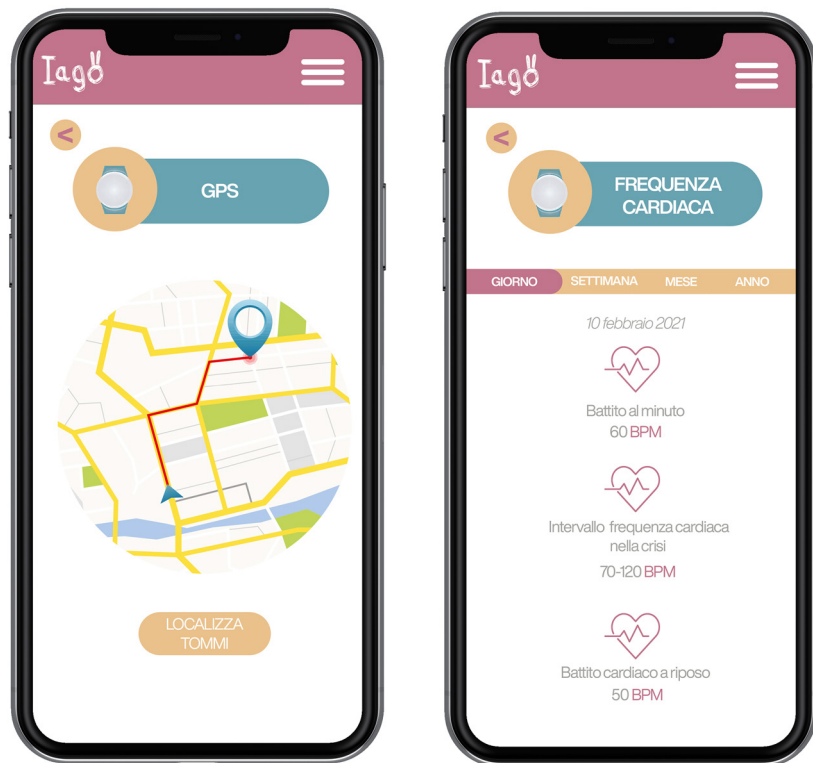 Iago
<
GPS
LOCALIZZA
TOMMI
Iago
<
FREQUENZA
CARDIACA
GIORNO SETTIMANA MESE ANNO
10 febbraio 2021
Battito al minuto
60 BPM
Intervallo frequenza cardiaca
nella crisi
70-120 BPM
Battito cardiaco a riposo
50 BPM